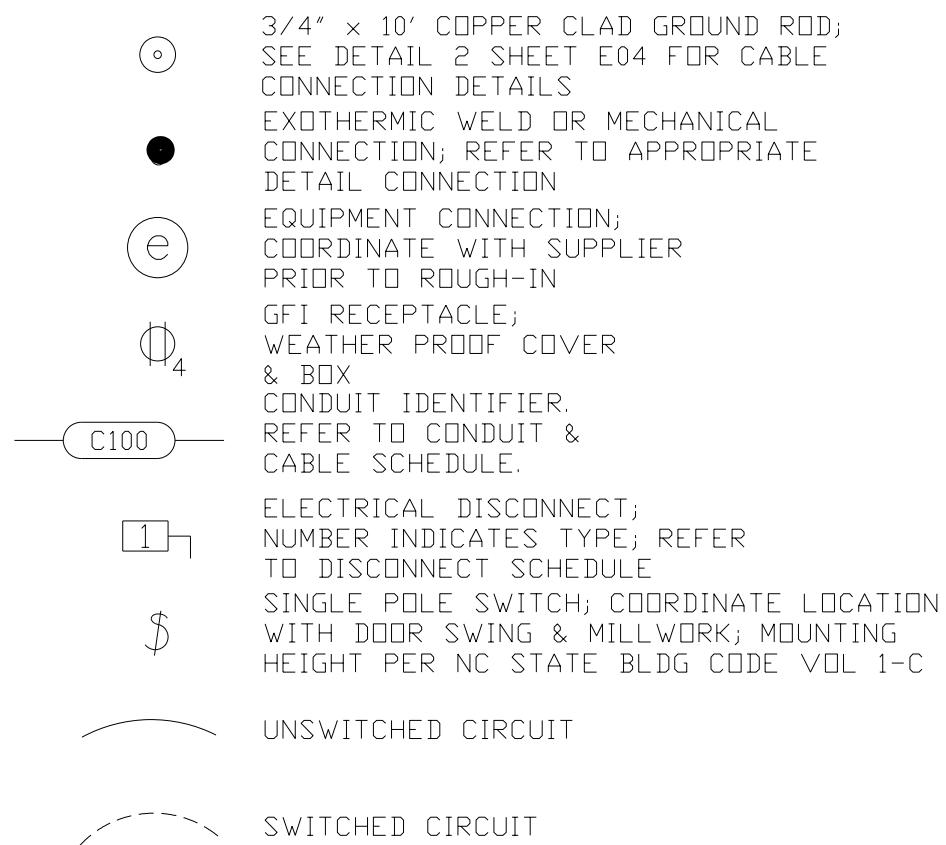 3/4" x 10' COPPER CLAD GROUND ROD;
SEE DETAIL 2 SHEET E04 FOR CABLE
CONNECTION DETAILS
EXOTHERMIC WELD OR MECHANICAL
CONNECTION; REFER TO APPROPRIATE
DETAIL CONNECTION
e
EQUIPMENT CONNECTION;
COORDINATE WITH SUPPLIER
PRIOR TO ROUGH-IN
4
GFI RECEPTACLE;
WEATHER PROOF COVER
& BOX
C100
CONDUIT IDENTIFIER.
REFER TO CONDUIT &
CABLE SCHEDULE.
1
ELECTRICAL DISCONNECT;
NUMBER INDICATES TYPE; REFER
TO DISCONNECT SCHEDULE
$
SINGLE POLE SWITCH; COORDINATE LOCATION
WITH DOOR SWING & MILLWORK; MOUNTING
HEIGHT PER NC STATE BLDG CODE VOL 1-C
UNSWITCHED CIRCUIT
SWITCHED CIRCUIT